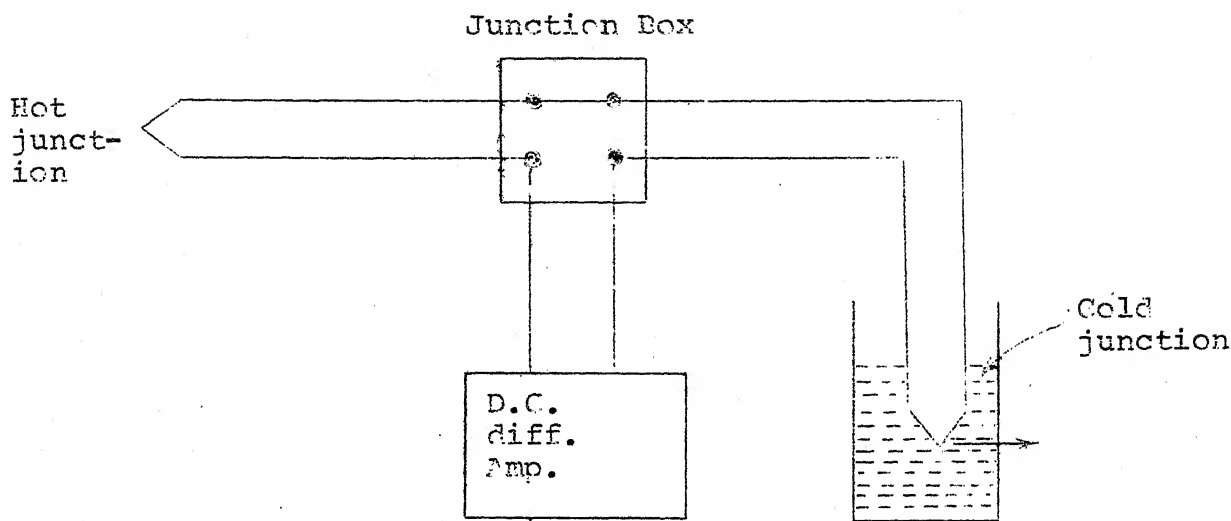 Junction Box
Hot
junct-
ion
Cold
junction
D.C.
diff.
Amp.